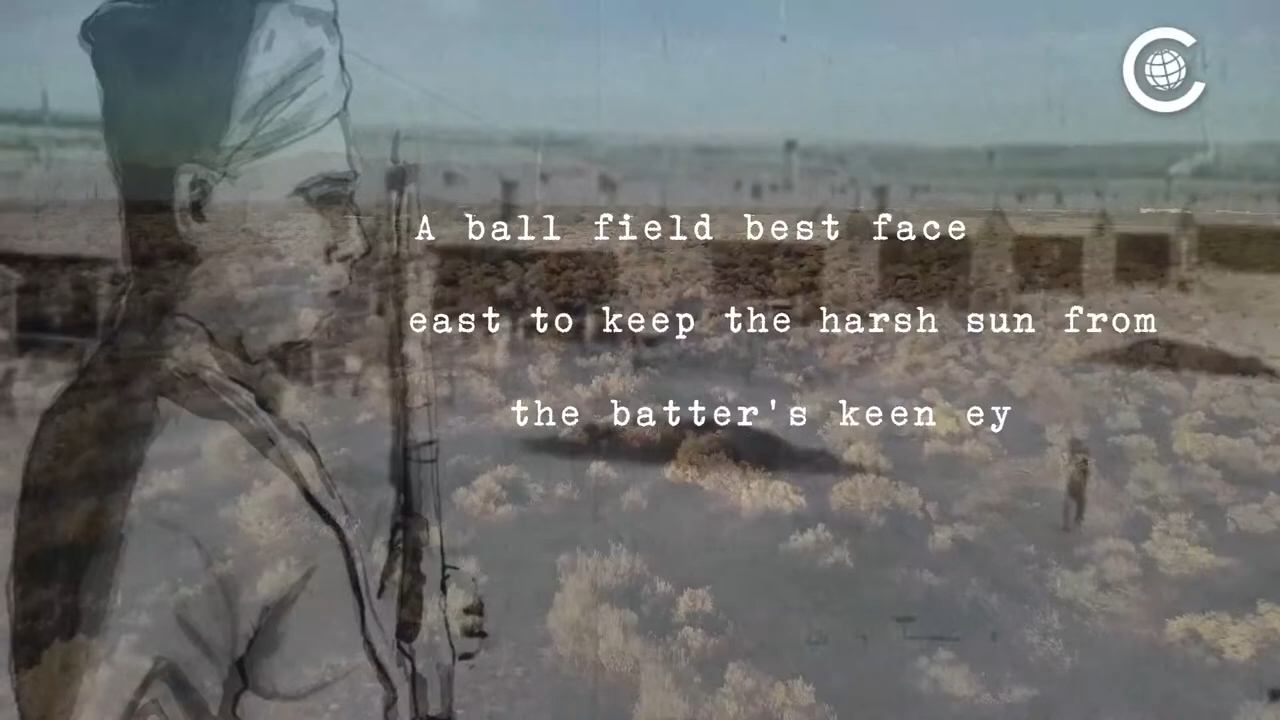 A ball field best face
east to keep the harsh sun from
the batter's keen ey